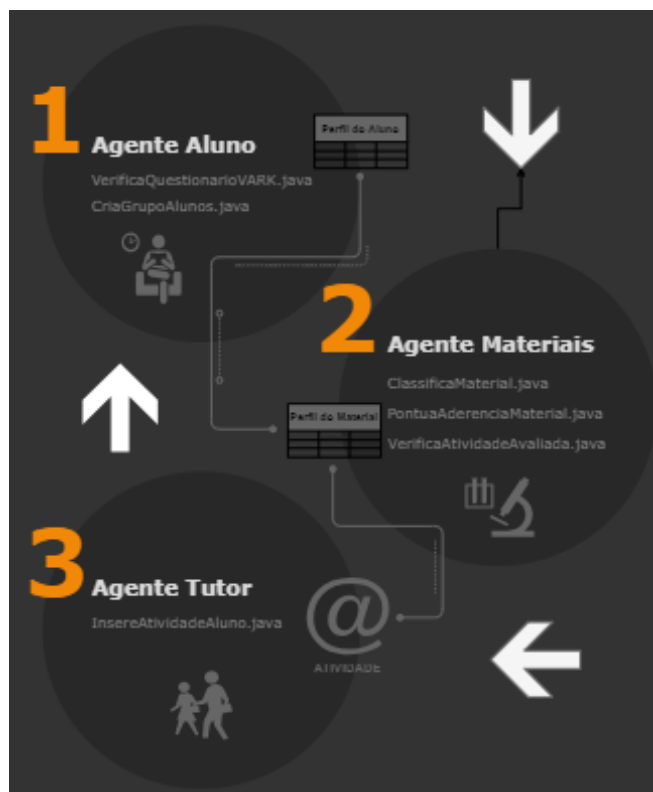 1
Agente Aluno
VerificaQuestionarioVARK.java
CriaGrupoAlunos.java
Perfil do Aluno
2
Agente Materiais
ClassificaMaterial.java
PontuaAderenciaMaterial.java
VerificaAtividadeAvaliada.java
Perfil do Material
3
Agente Tutor
InsereAtividadeAluno.java
@
ATIVIDADE